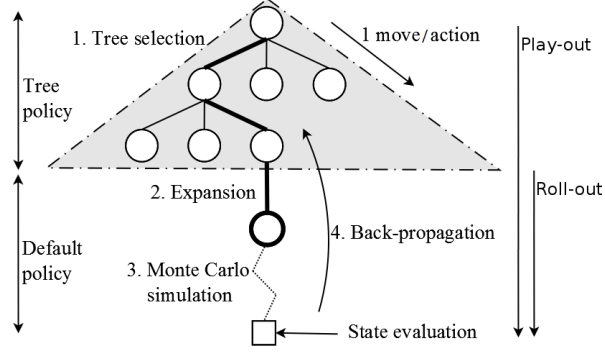 1. Tree selection
1 move/action
Play-out
Tree
policy
2. Expansion
Roll-out
Default
policy
4. Back-propagation
3. Monte Carlo
simulation
State evaluation